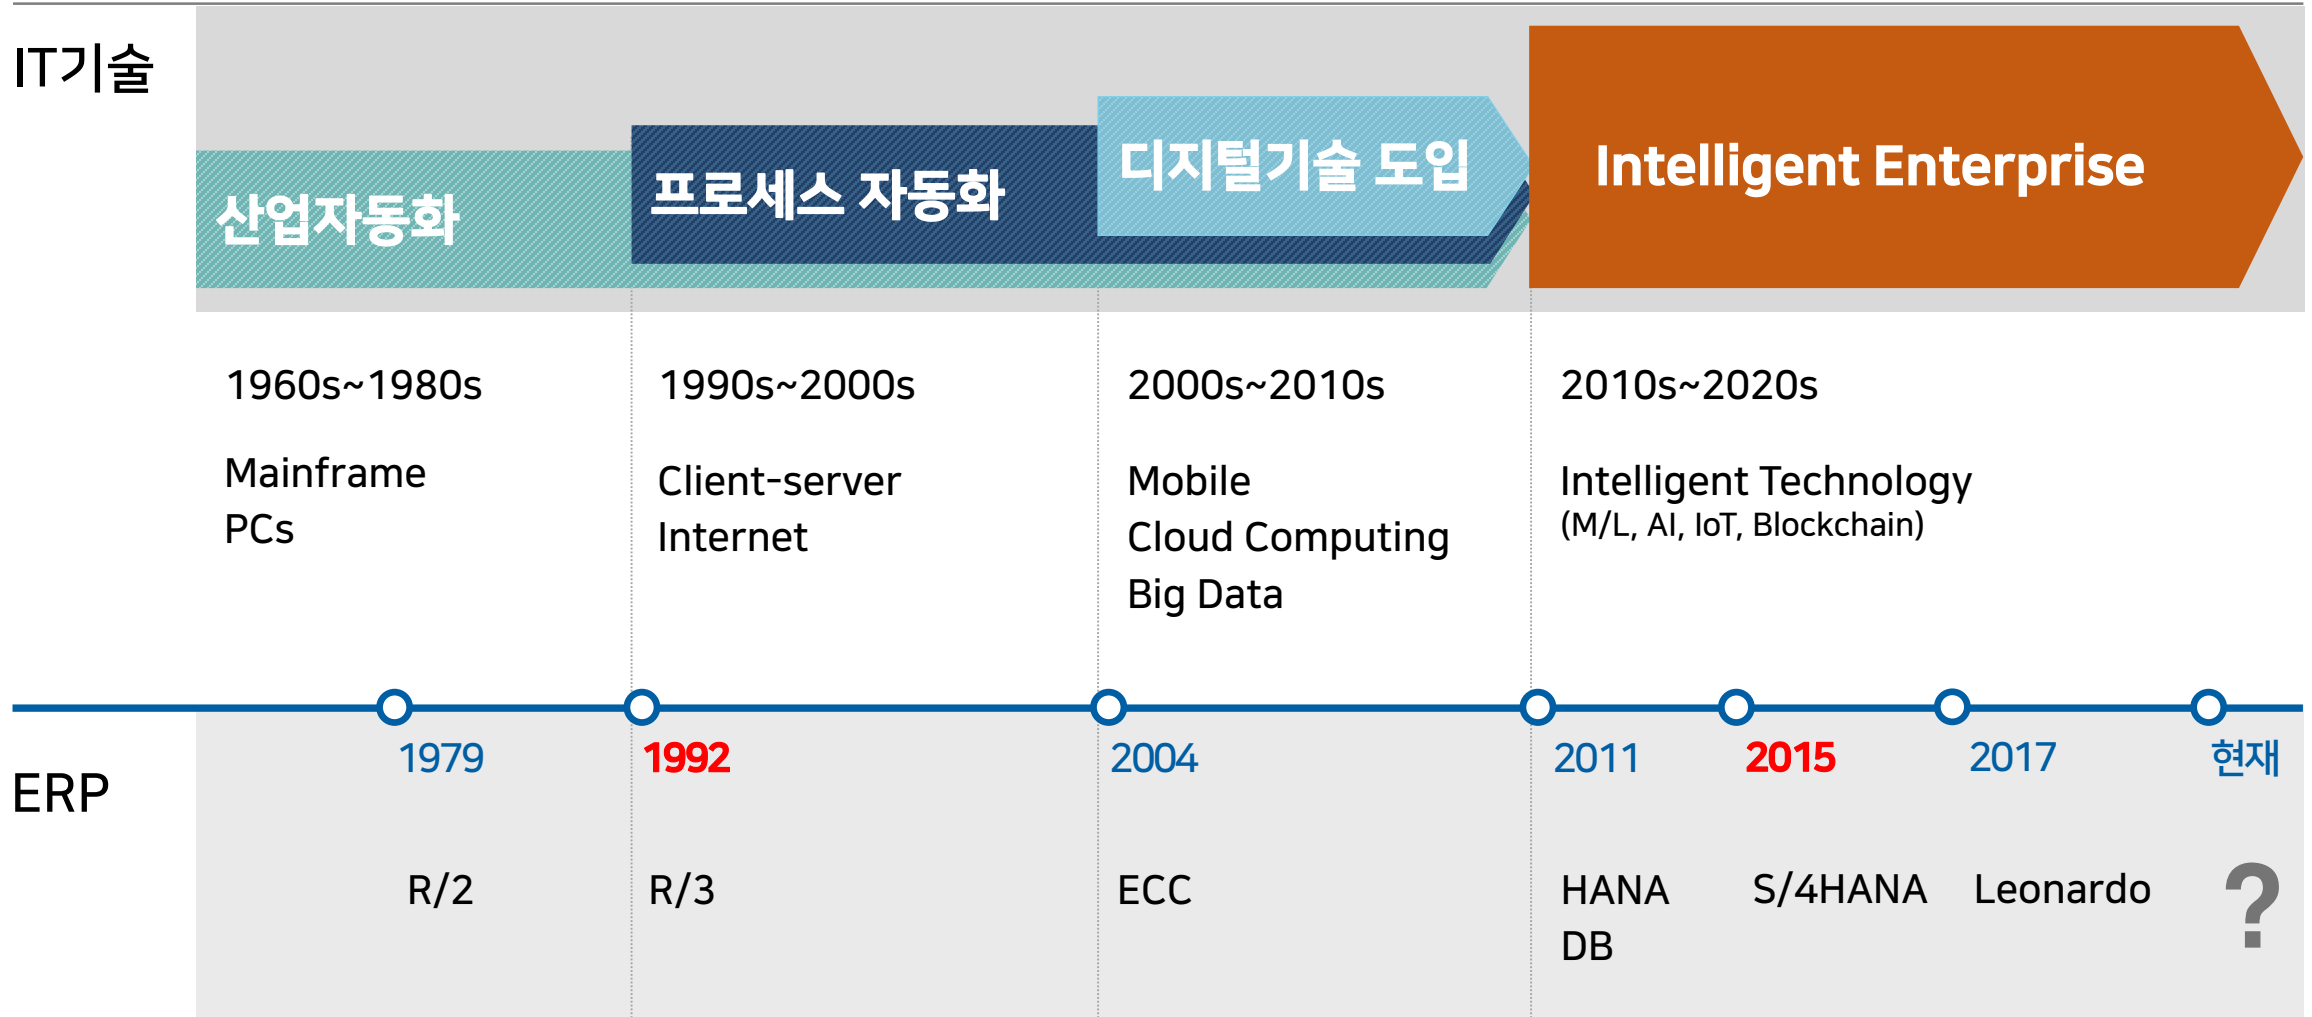 IT기술
산업자동화
프로세스 자동화
디지털기술 도입
Intelligent Enterprise
1960s~1980s
Mainframe
PCs
1990s~2000s
Client-server
Internet
2000s~2010s
Mobile
Cloud Computing
Big Data
2010s~2020s
Intelligent Technology
(M/L, AI, IoT, Blockchain)
ERP
1979
R/2
1992
R/3
2004
ECC
2011
HANA
DB
2015
S/4HANA
2017
Leonardo
현재
?